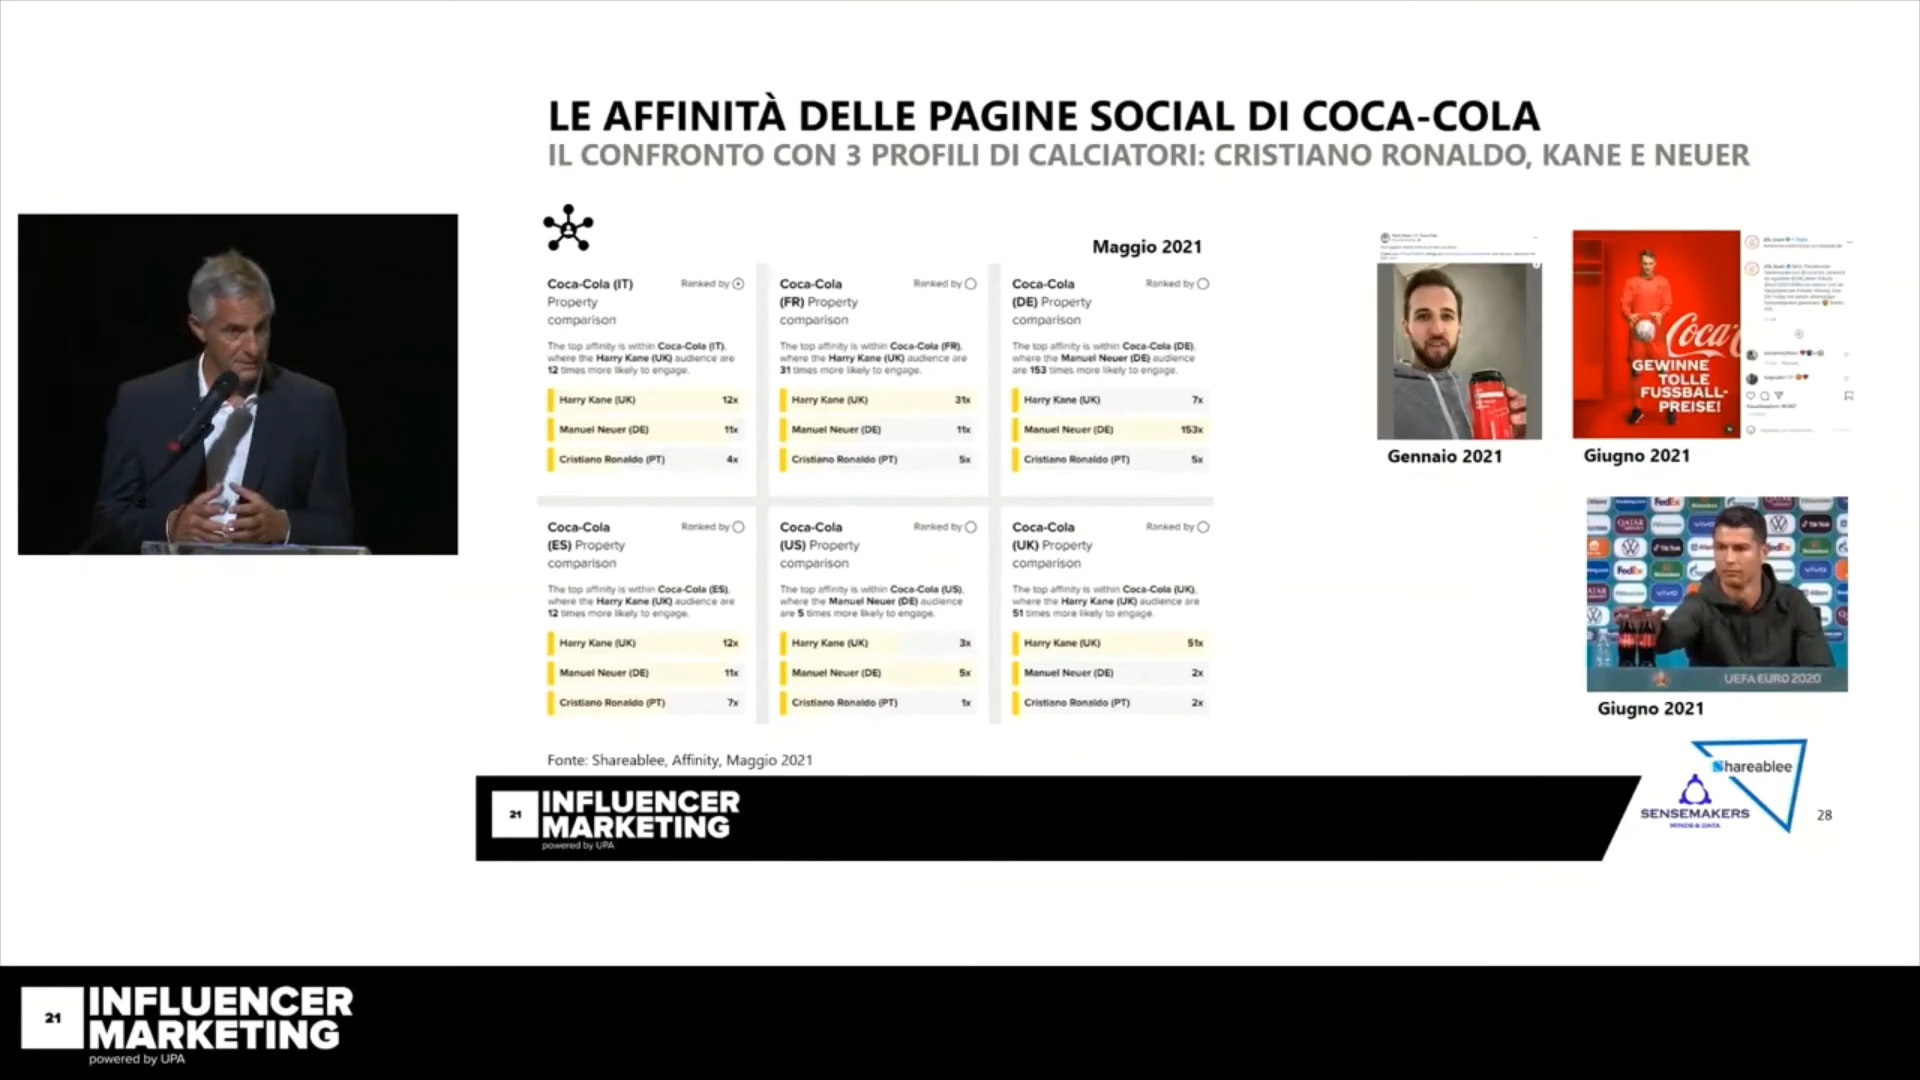 LE AFFINITÀ DELLE PAGINE SOCIAL DI COCA-COLA
IL CONFRONTO CON 3 PROFILI DI CALCIATORI: CRISTIANO RONALDO, KANE E NEUER
Maggio 2021
Coca-Cola (IT)
Property
comparison
Ranked by
The top affinity is within Coca-Cola (IT),
where the Harry Kane (UK) audience are
12 times more likely to engage.
Harry Kane (UK) 12x
Manuel Neuer (DE) 11x
Cristiano Ronaldo (PT) 4x
Coca-Cola
(FR) Property
comparison
Ranked by
The top affinity is within Coca-Cola (FR),
where the Harry Kane (UK) audience are
31 times more likely to engage.
Harry Kane (UK) 31x
Manuel Neuer (DE) 11x
Cristiano Ronaldo (PT) 5x
Coca-Cola
(DE) Property
comparison
Ranked by
The top affinity is within Coca-Cola (DE),
where the Manuel Neuer (DE) audience
are 153 times more likely to engage.
Harry Kane (UK) 7x
Manuel Neuer (DE) 153x
Cristiano Ronaldo (PT) 5x
Coca-Cola
(ES) Property
comparison
Ranked by
The top affinity is within Coca-Cola (ES),
where the Harry Kane (UK) audience are
12 times more likely to engage.
Harry Kane (UK) 12x
Manuel Neuer (DE) 11x
Cristiano Ronaldo (PT) 7x
Coca-Cola
(US) Property
comparison
Ranked by
The top affinity is within Coca-Cola (US),
where the Manuel Neuer (DE) audience
are 5 times more likely to engage.
Harry Kane (UK) 3x
Manuel Neuer (DE) 5x
Cristiano Ronaldo (PT) 1x
Coca-Cola
(UK) Property
comparison
Ranked by
The top affinity is within Coca-Cola (UK),
where the Harry Kane (UK) audience are
51 times more likely to engage.
Harry Kane (UK) 51x
Manuel Neuer (DE) 2x
Cristiano Ronaldo (PT) 2x
Fonte: Shareablee, Affinity, Maggio 2021
Gennaio 2021
Coca
GEWINNE
TOLLE
FUSSBALL-
PREISE!
Giugno 2021
FedEx
QATAR
vivo
TikTok
UEFA EURO 2020
Giugno 2021
21
INFLUENCER
MARKETING
powered by UPA
Shareablee
SENSEMAKERS
MINDS & DATA
28
21
INFLUENCER
MARKETING
powered by UPA